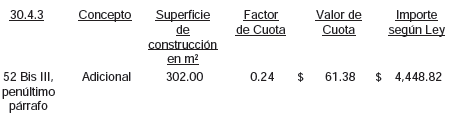 30.4.3 Concepto Superficie de construcción en m² Factor de Cuota Valor de Cuota Importe según Ley
52 Bis III, penúltimo párrafo Adicional 302.00 0.24 $ 61.38 $ 4,448.82